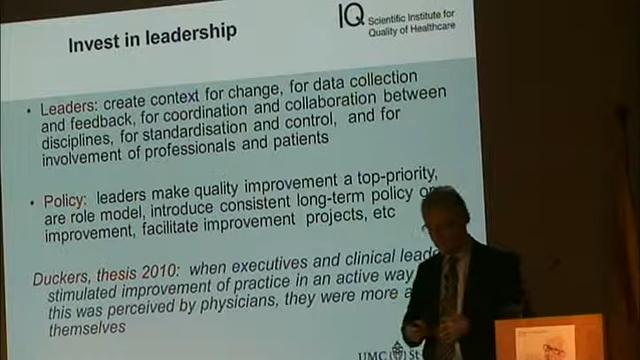 Invest in leadership
IQ Scientific Institute for
Quality of Healthcare
• Leaders: create context for change, for data collection
and feedback, for coordination and collaboration between
disciplines, for standardisation and control, and for
involvement of professionals and patients
• Policy: leaders make quality improvement a top-priority,
are role model, introduce consistent long-term policy on
improvement, facilitate improvement projects, etc
Duckers, thesis 2010: when executives and clinical
stimulated improvement of practice in an active way
this was perceived by physicians, they were more
themselves
UMC St